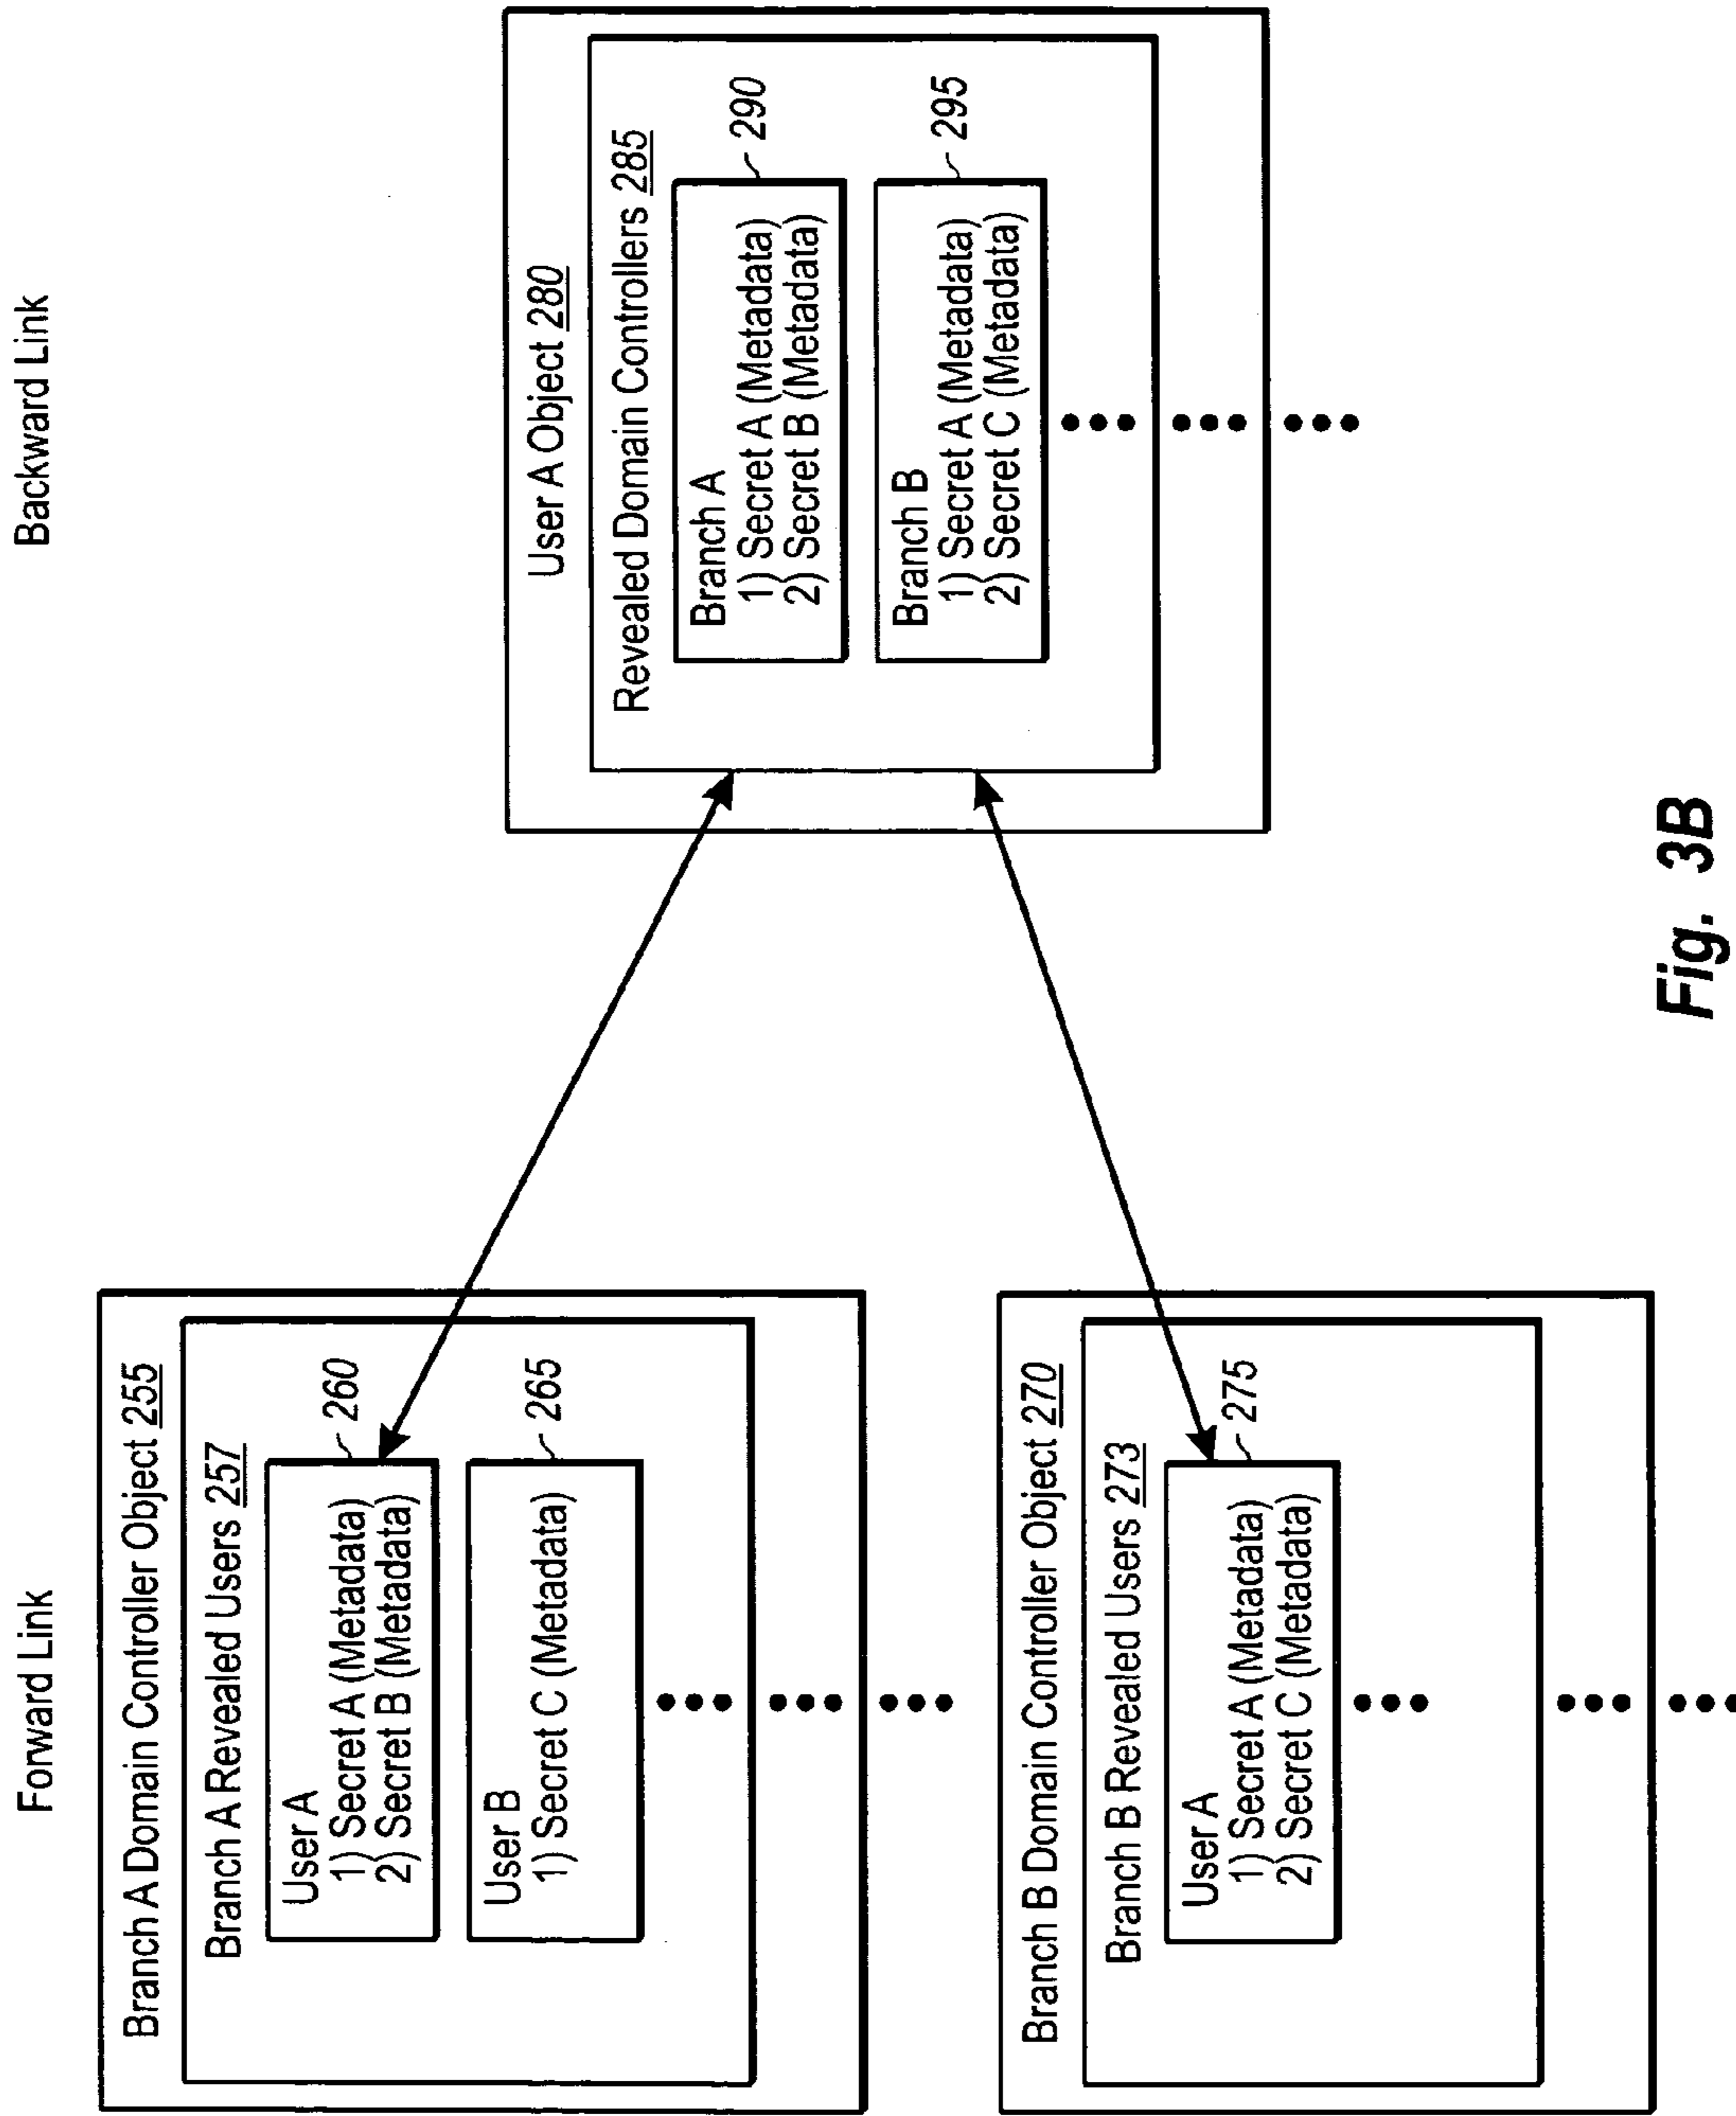 Forward Link
Branch A Domain Controller Object 255
Branch A Revealed Users 257
260
User A
1) Secret A (Metadata)
2) Secret B (Metadata)
265
User B
1) Secret C (Metadata)
Branch B Domain Controller Object 270
Branch B Revealed Users 273
275
User A
1) Secret A (Metadata)
2) Secret C (Metadata)
Backward Link
User A Object 280
Revealed Domain Controllers 285
290
Branch A
1) Secret A (Metadata)
2) Secret B (Metadata)
295
Branch B
1) Secret A (Metadata)
2) Secret C (Metadata)
Fig. 3B